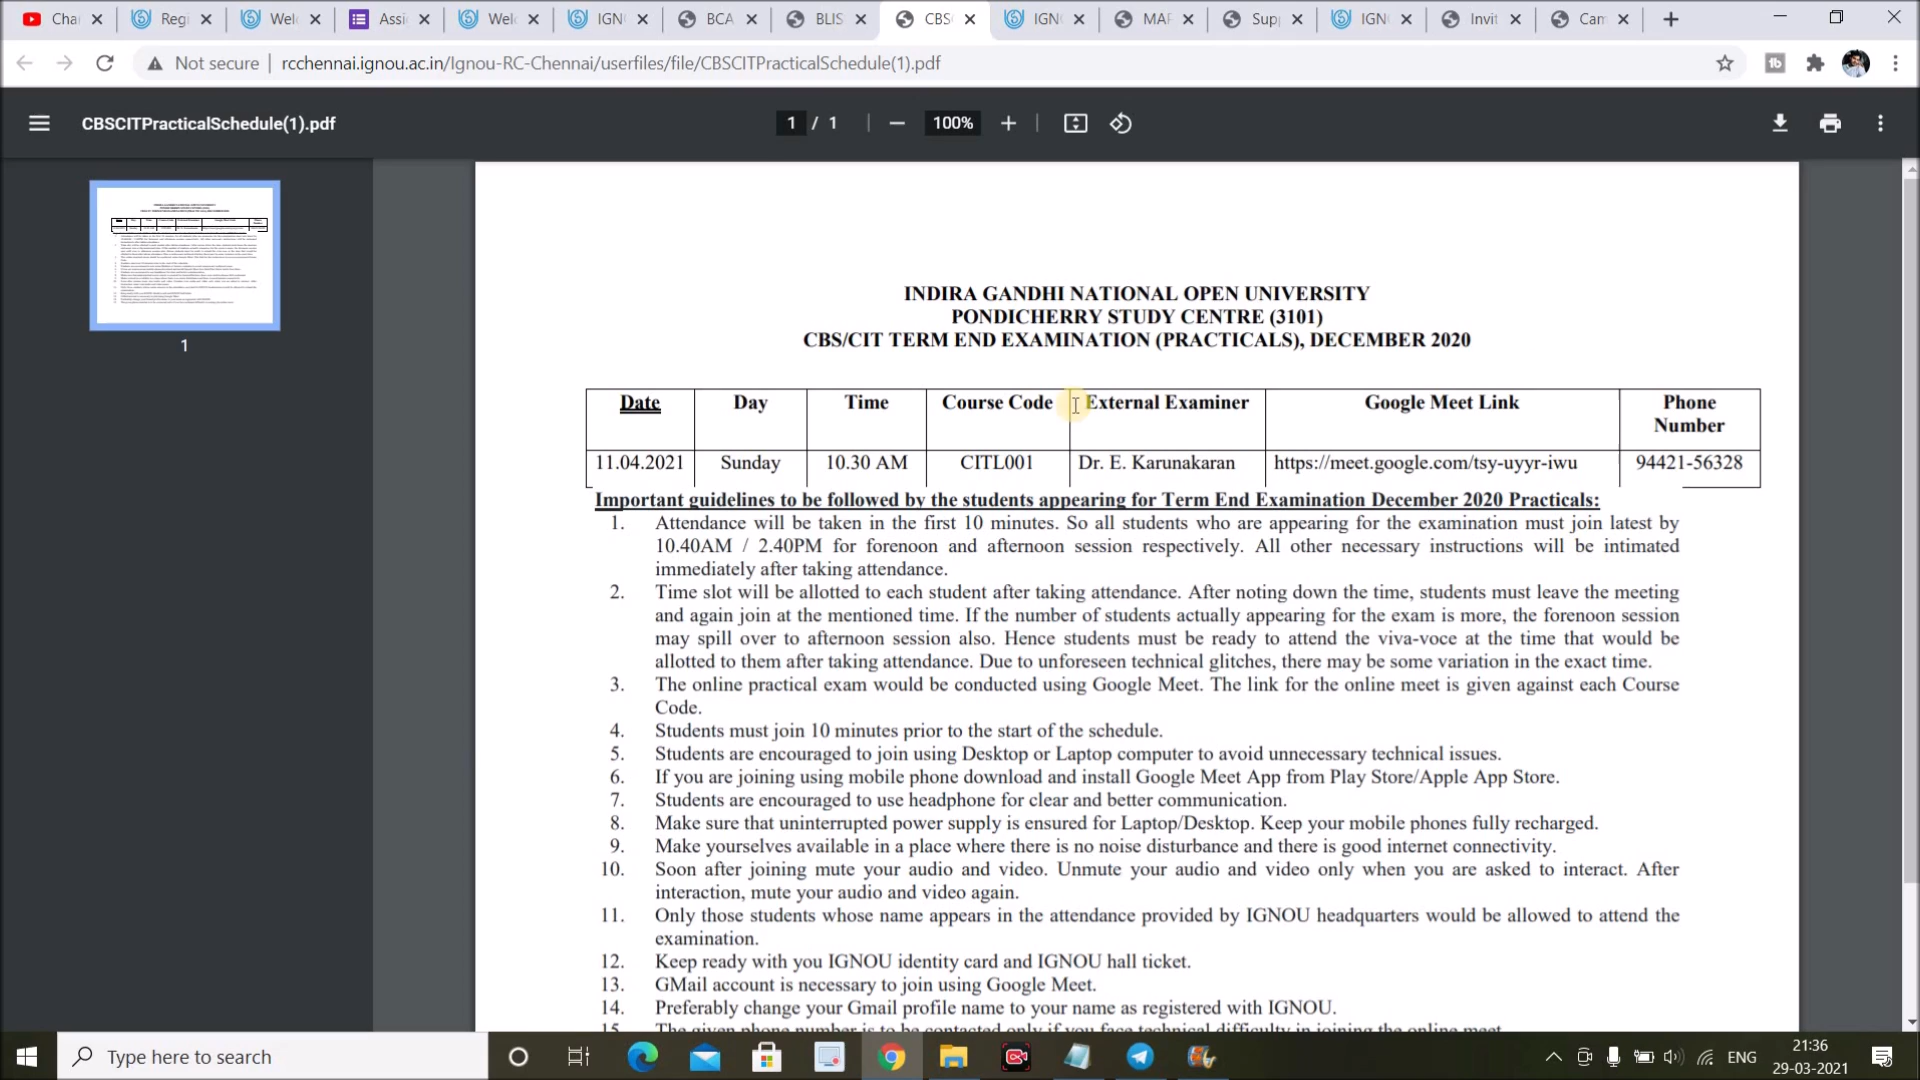 Cha
Regi
Wel
Assi
Wel
IGN
BCA
BLIS
CBS
IGN
MAF
Sup
IGN
Invit
Can
Not secure
rcchennai.ignou.ac.in/Ignou-RC-Chennai/userfiles/file/CBSCITPracticalSchedule(1).pdf
CBSCITPracticalSchedule(1).pdf
1 / 1
100%
1
INDIRA GANDHI NATIONAL OPEN UNIVERSITY
PONDICHERRY STUDY CENTRE (3101)
CBS/CIT TERM END EXAMINATION (PRACTICALS), DECEMBER 2020
Date Day Time Course Code External Examiner Google Meet Link Phone
Number
11.04.2021 Sunday 10.30 AM CITL001 Dr. E. Karunakaran https://meet.google.com/tsy-uyyr-iwu 94421-56328
Important guidelines to be followed by the students appearing for Term End Examination December 2020 Practicals:
1. Attendance will be taken in the first 10 minutes. So all students who are appearing for the examination must join latest by
10.40AM / 2.40PM for forenoon and afternoon session respectively. All other necessary instructions will be intimated
immediately after taking attendance.
2. Time slot will be allotted to each student after taking attendance. After noting down the time, students must leave the meeting
and again join at the mentioned time. If the number of students actually appearing for the exam is more, the forenoon session
may spill over to afternoon session also. Hence students must be ready to attend the viva-voce at the time that would be
allotted to them after taking attendance. Due to unforeseen technical glitches, there may be some variation in the exact time.
3. The online practical exam would be conducted using Google Meet. The link for the online meet is given against each Course
Code.
4. Students must join 10 minutes prior to the start of the schedule.
5. Students are encouraged to join using Desktop or Laptop computer to avoid unnecessary technical issues.
6. If you are joining using mobile phone download and install Google Meet App from Play Store/Apple App Store.
7. Students are encouraged to use headphone for clear and better communication.
8. Make sure that uninterrupted power supply is ensured for Laptop/Desktop. Keep your mobile phones fully recharged.
9. Make yourselves available in a place where there is no noise disturbance and there is good internet connectivity.
10. Soon after joining mute your audio and video. Unmute your audio and video only when you are asked to interact. After
interaction, mute your audio and video again.
11. Only those students whose name appears in the attendance provided by IGNOU headquarters would be allowed to attend the
examination.
12. Keep ready with you IGNOU identity card and IGNOU hall ticket.
13. GMail account is necessary to join using Google Meet.
14. Preferably change your Gmail profile name to your name as registered with IGNOU.
15. The given phone number is to be contacted only if you face technical difficulty in joining the online meet
Type here to search
ENG
21:36
29-03-2021